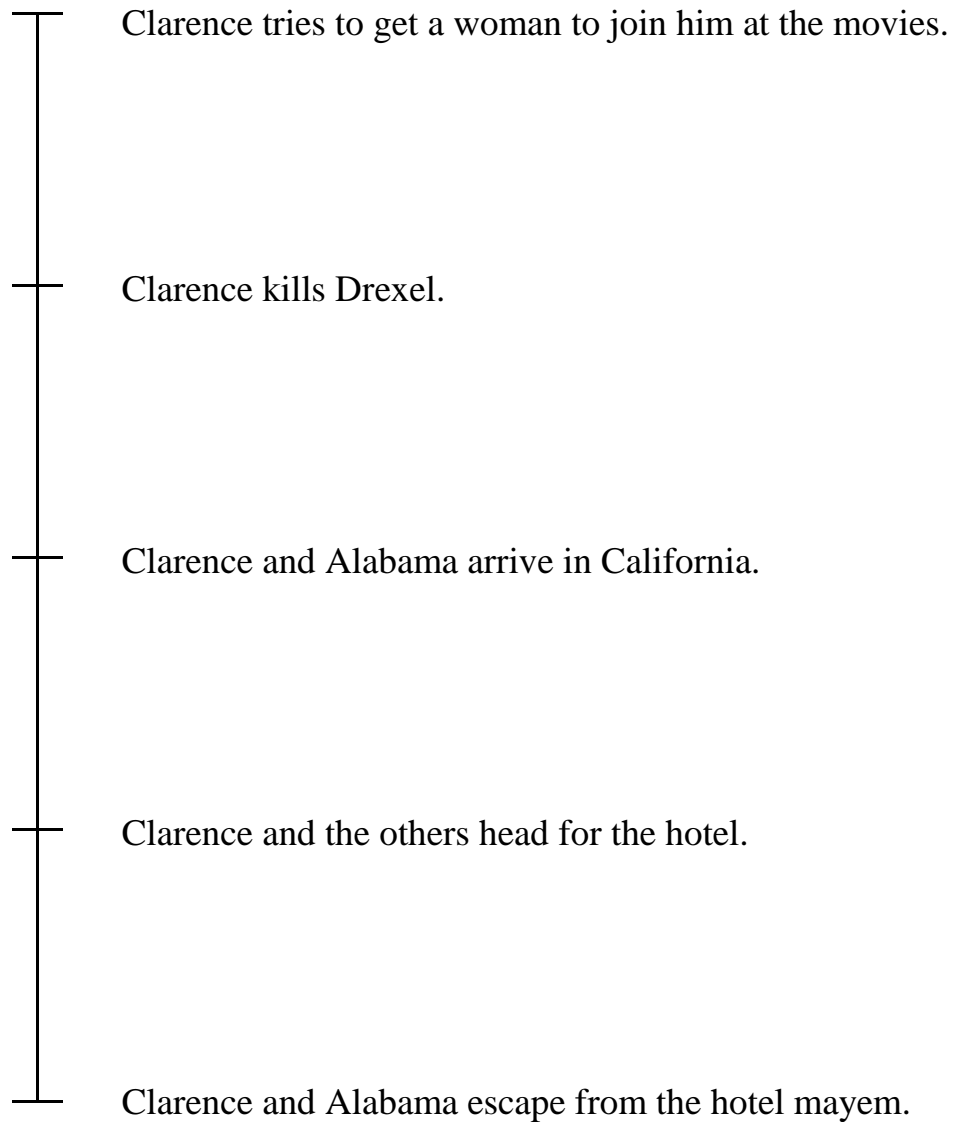 Clarence tries to get a woman to join him at the movies.
Clarence kills Drexel.
Clarence and Alabama arrive in California.
Clarence and the others head for the hotel.
Clarence and Alabama escape from the hotel mayem.